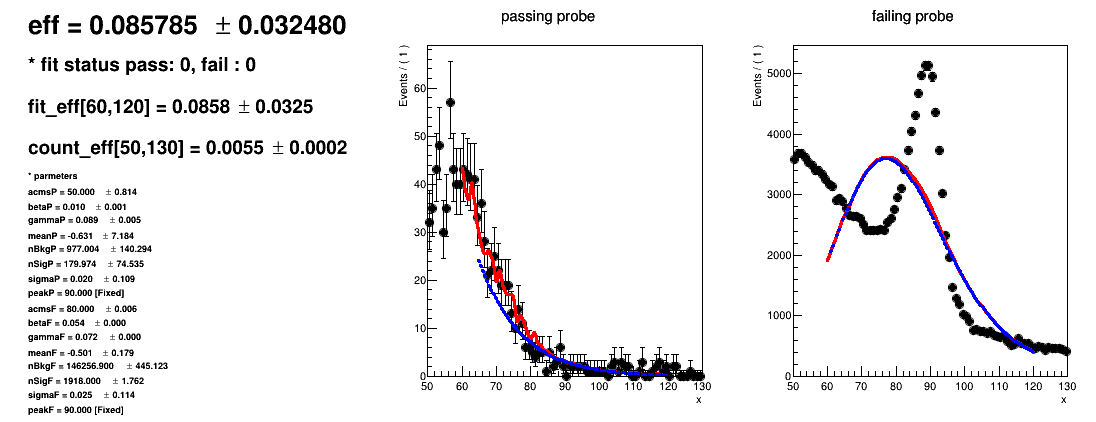 eff = 0.085785 ± 0.032480
* fit status pass: 0, fail : 0
fit_eff[60,120] = 0.0858 ± 0.0325
count_eff[50,130] = 0.0055 ± 0.0002
* parmeters
acmsP = 50.000 ± 0.814
betaP = 0.010 ± 0.001
gammaP = 0.089 ± 0.005
meanP = -0.631 ± 7.184
nBkgP = 977.004 ± 140.294
nSigP = 179.974 ± 74.535
sigmaP = 0.020 ± 0.109
peakP = 90.000 [Fixed]
acmsF = 80.000 ± 0.006
betaF = 0.054 ± 0.000
gammaF = 0.072 ± 0.000
meanF = -0.501 ± 0.179
nBkgF = 146256.900 ± 445.123
nSigF = 1918.000 ± 1.762
sigmaF = 0.025 ± 0.114
peakF = 90.000 [Fixed]
passing probe
Events / ( 1 )
60
50
40
30
20
10
0
50 60 70 80 90 100 110 120 130
x
failing probe
Events / ( 1 )
5000
4000
3000
2000
1000
0
50 60 70 80 90 100 110 120 130
x